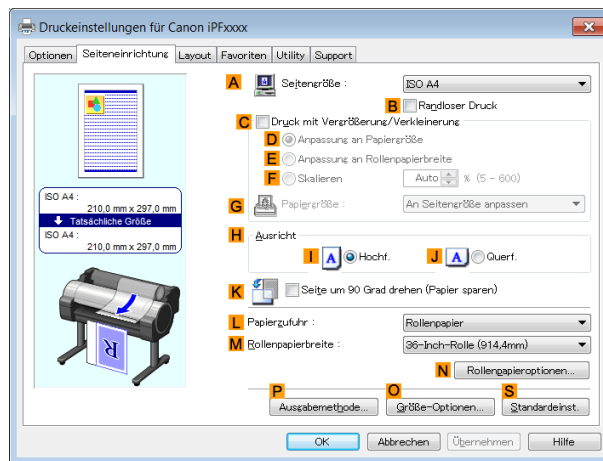 Druckeinstellungen für Canon iPFxxxx
Optionen Seiteneinrichtung Layout Favoriten Utility Support
A Seitengröße : ISO A4
B Randloser Druck
C Druck mit Vergrößerung/Verkleinerung
D Anpassung an Papiergröße
E Anpassung an Rollenpapierbreite
F Skalieren Auto % (5 - 600)
G Papiergröße : An Seitengröße anpassen
ISO A4 :
210,0 mm x 297,0 mm
Tatsächliche Größe
ISO A4 :
210,0 mm x 297,0 mm
R
H Ausricht
I A Hochf. J A Querf.
K Seite um 90 Grad drehen (Papier sparen)
L Papierzufuhr : Rollenpapier
M Rollenpapierbreite : 36-Inch-Rolle (914,4mm)
N Rollenpapieroptionen...
P O S
Ausgabemethode... Größe-Optionen... Standardeinst.
OK Abbrechen Übernehmen Hilfe